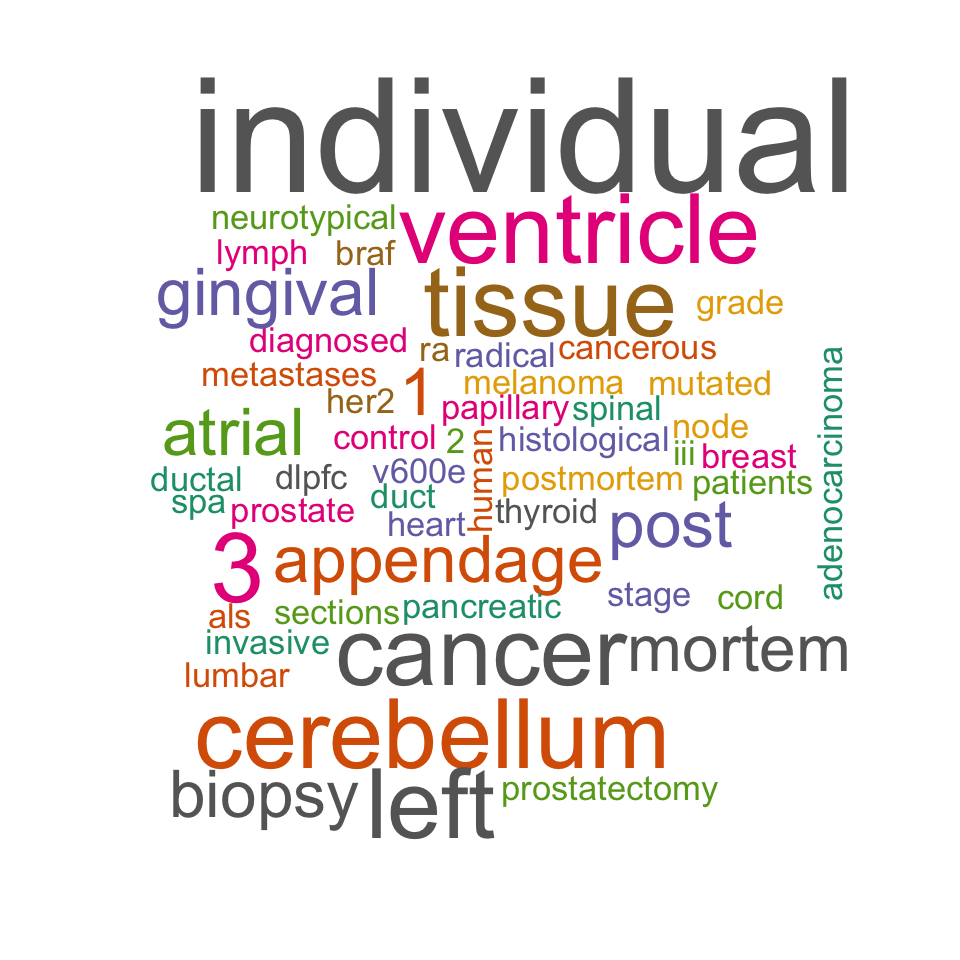 individual
neurotypical ventricle
lymph braf
gingival tissue grade
diagnosed ra radical cancerous
metastases 1 melanoma mutated
her2 papillary spinal node
atrial control 2 histological iii breast
ductal dlpfc v600e postmortem patients
spa prostate duct human thyroid adenocarcinoma
heart post
3 appendage
als sections pancreatic stage cord
invasive cancer mortem
lumbar
cerebellum
biopsy left prostatectomy